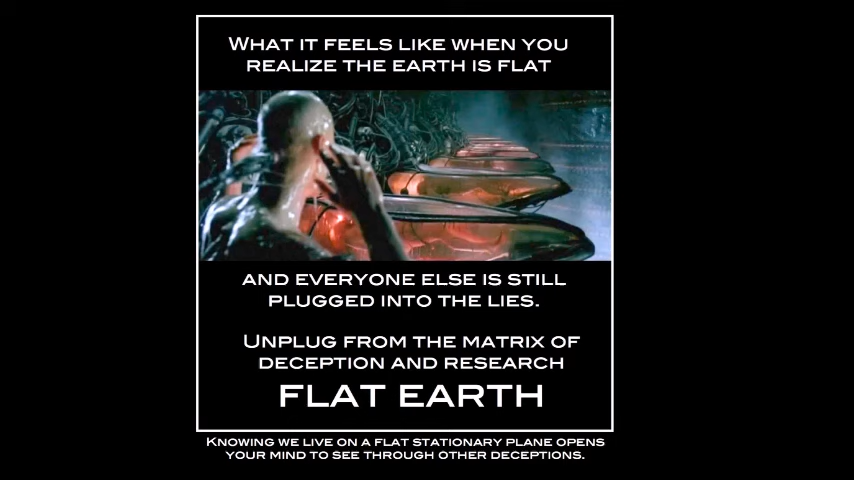 What it feels like when you
realize the earth is flat
and everyone else is still
plugged into the lies.
Unplug from the matrix of
deception and research
FLAT EARTH
Knowing we live on a flat stationary plane opens
your mind to see through other deceptions.